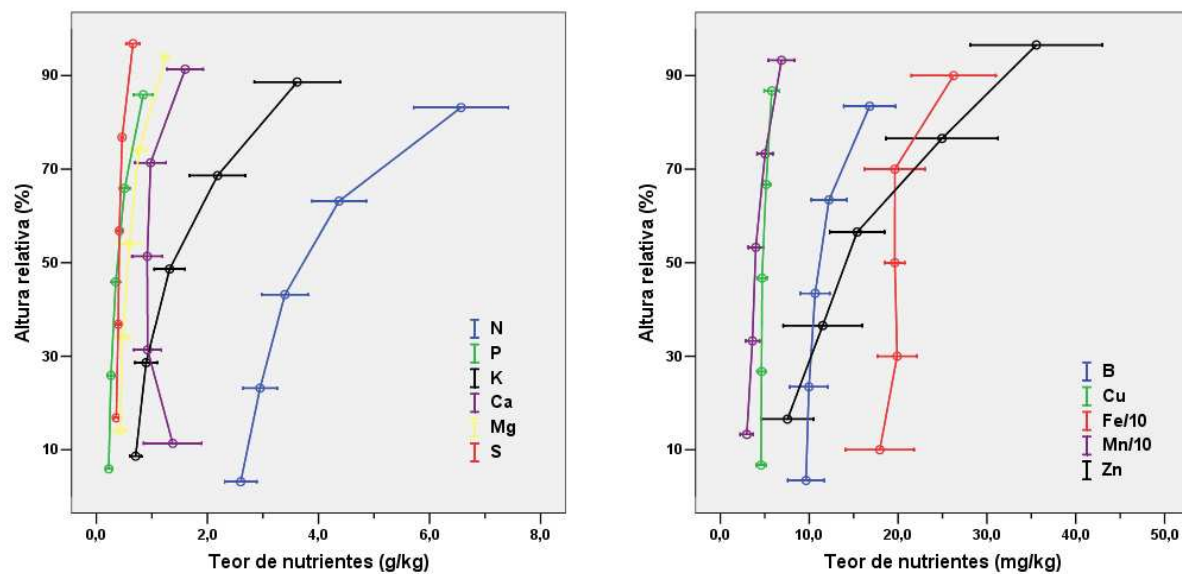 Altura relativa (%)
90
70
50
30
10
0,0
2,0
4,0
6,0
8,0
Teor de nutrientes (g/kg)
N
P
K
Ca
Mg
S
Altura relativa (%)
90
70
50
30
10
0,0
10,0
20,0
30,0
40,0
50,0
Teor de nutrientes (mg/kg)
B
Cu
Fe/10
Mn/10
Zn